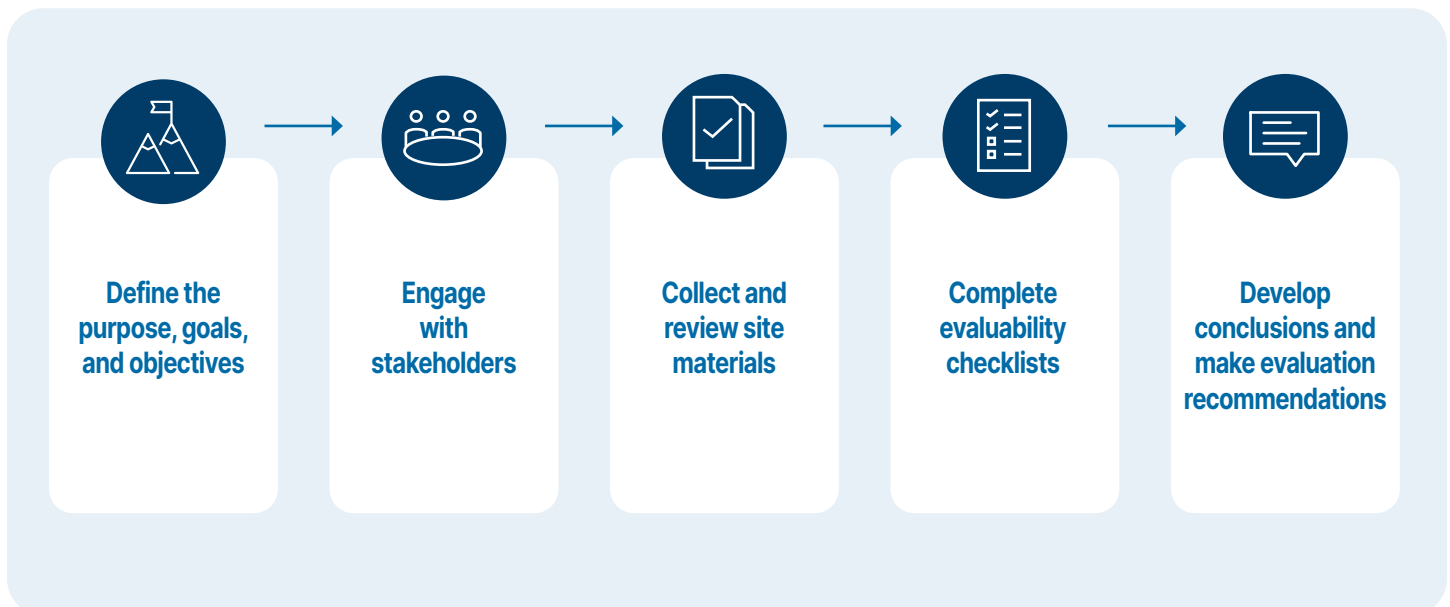 Define the
purpose, goals,
and objectives
Engage
with
stakeholders
Collect and
review site
materials
Complete
evaluability
checklists
Develop
conclusions and
make evaluation
recommendations